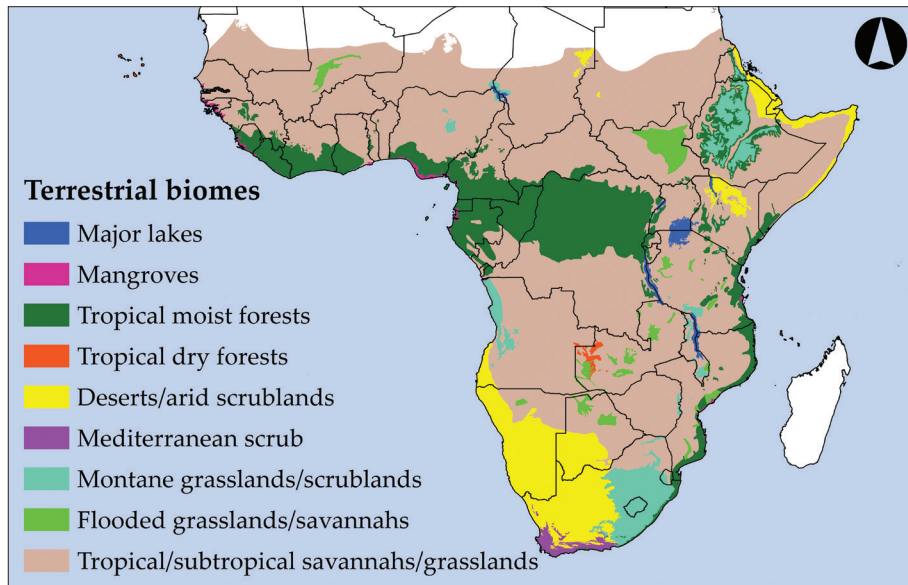 Terrestrial biomes
Major lakes
Mangroves
Tropical moist forests
Tropical dry forests
Deserts/arid scrublands
Mediterranean scrub
Montane grasslands/scrublands
Flooded grasslands/savannahs
Tropical/subtropical savannahs/grasslands